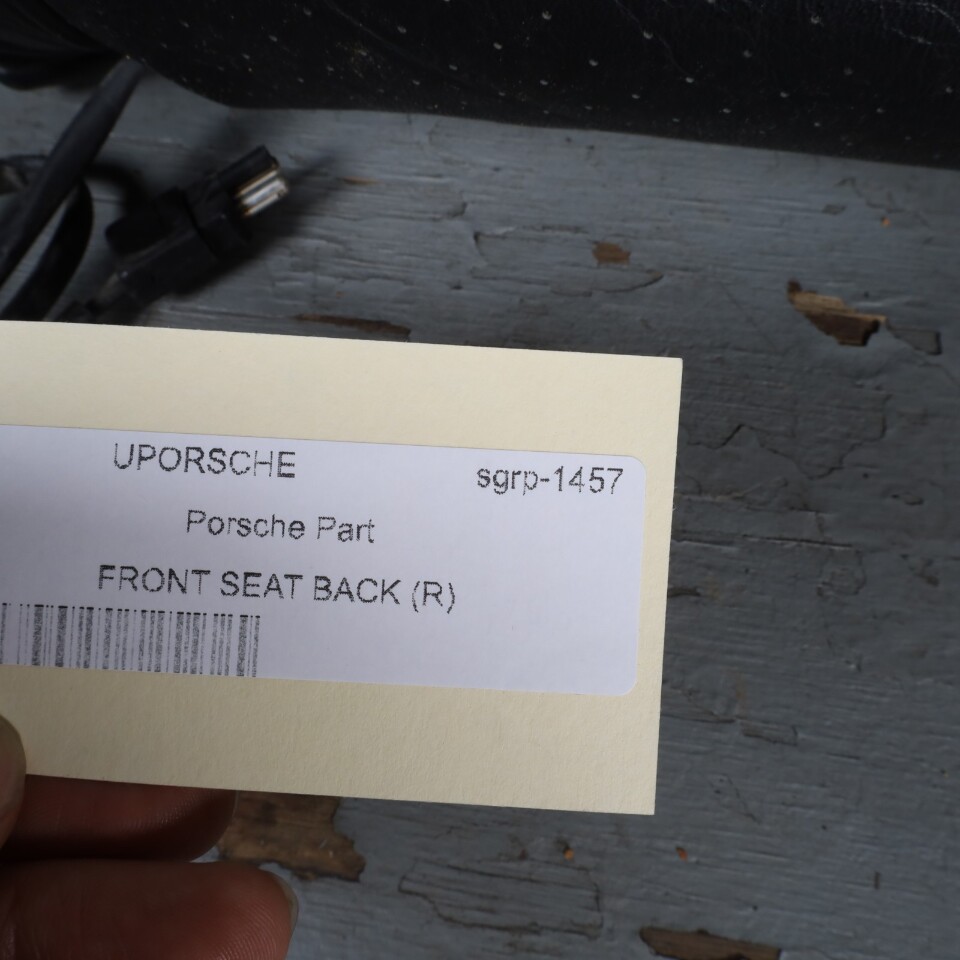 UPORSCHE
sgrp-1457
Porsche Part
FRONT SEAT BACK (R)